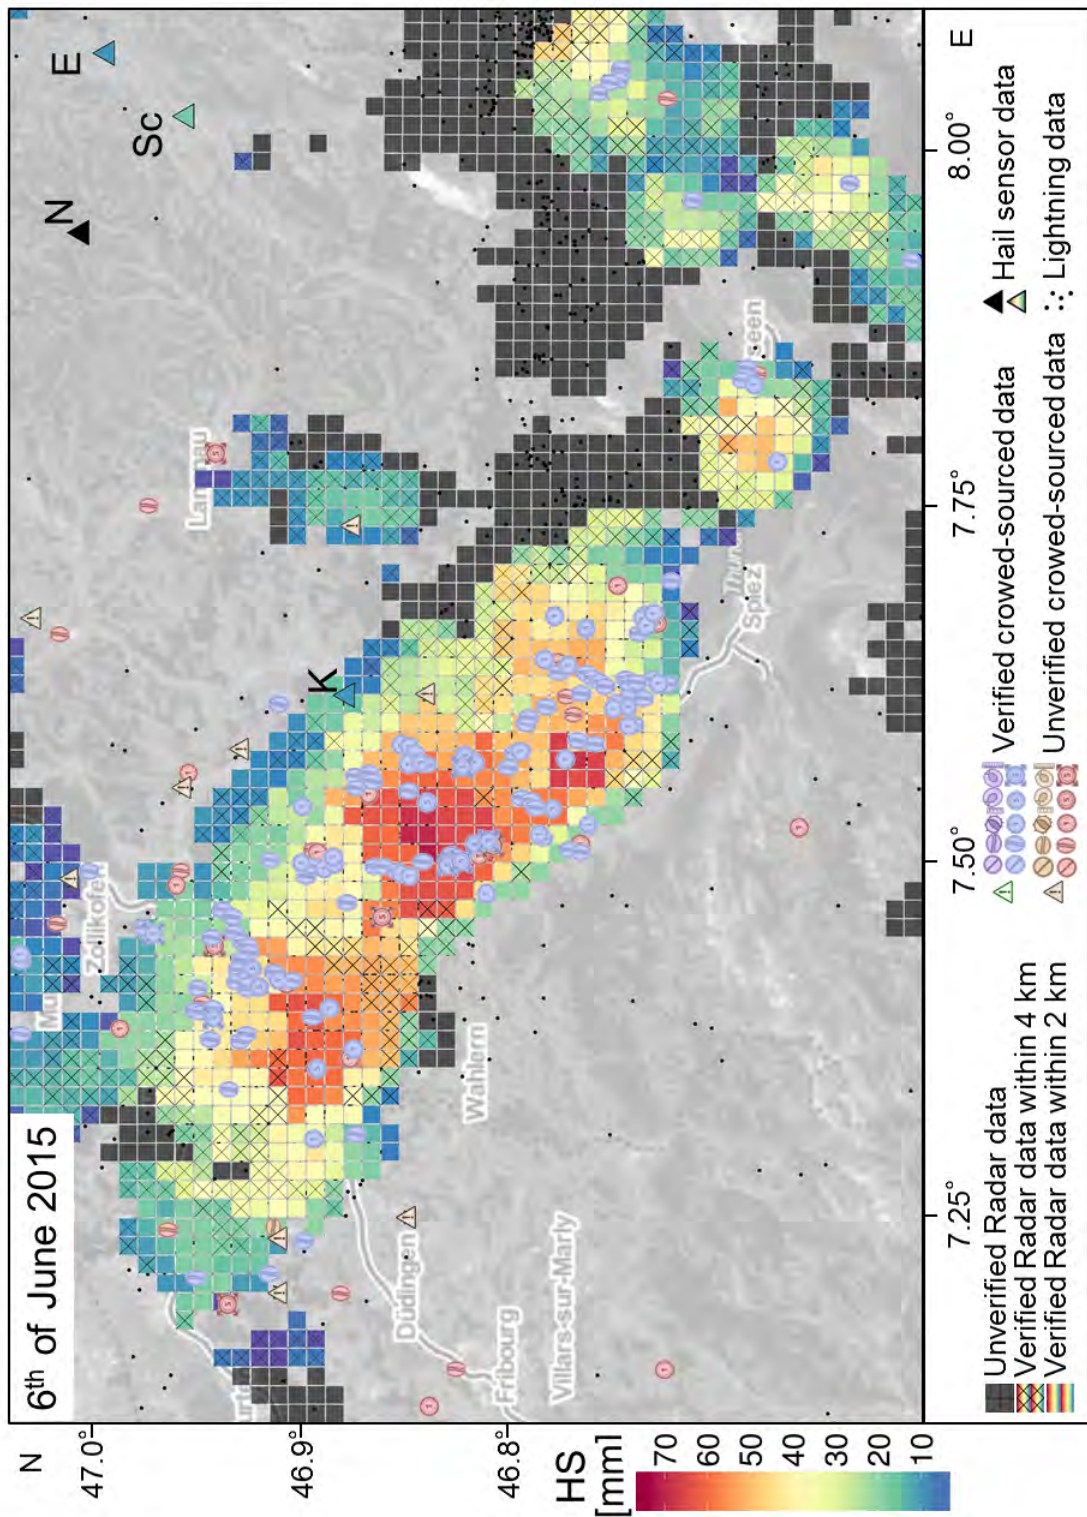 6th of June 2015
N
47.0°
46.9°
46.8°
E
Sc
N
K
Zollikofen
Wahlern
Düdingen
Fribourg
Villars-sur-Marly
Spiez
Thun
seen
7.25°
7.50°
7.75°
8.00°
E
HS
[mm]
70
60
50
40
30
20
10
Unverified Radar data
Verified Radar data within 4 km
Verified Radar data within 2 km
Verified crowed-sourced data
Unverified crowed-sourced data
Hail sensor data
Lightning data